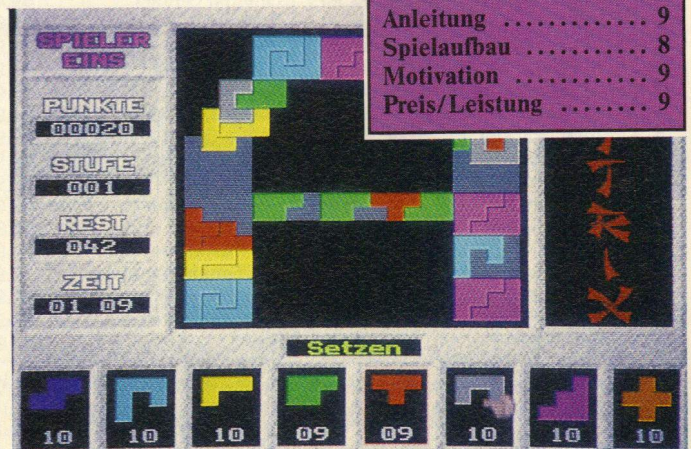 Anleitung ............ 9
Spielaufbau .......... 8
Motivation ........... 9
Preis/Leistung ........ 9
SPIELER
EINS
PUNKTE
00020
STUFE
001
REST
042
ZEIT
01 09
T
R
I
X
Setzen
10 10 10 09 09 10 10 10